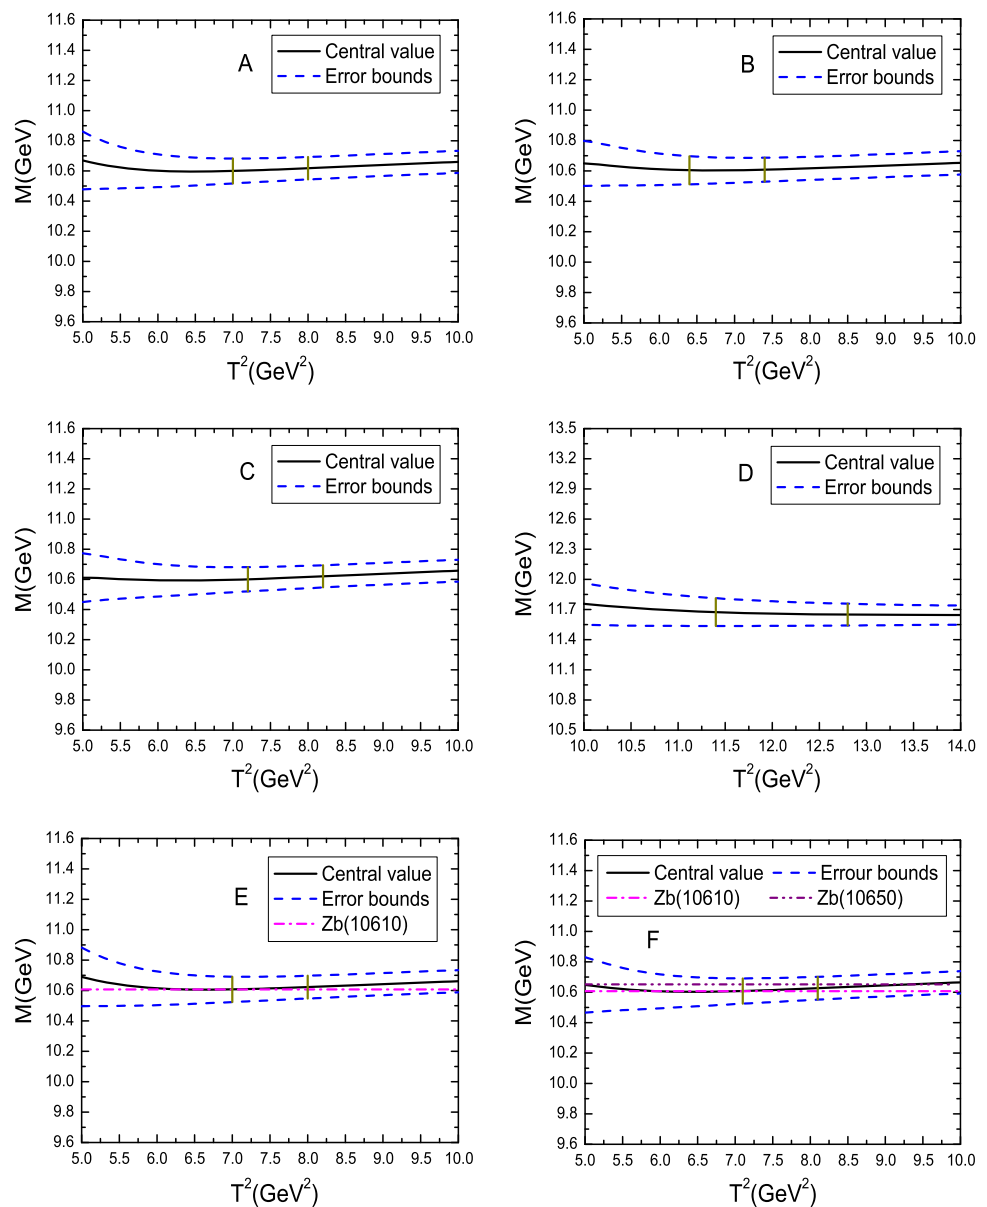 A
Central value
Error bounds
M(GeV)
11.6
11.4
11.2
11.0
10.8
10.6
10.4
10.2
10.0
9.8
9.6
5.0 5.5 6.0 6.5 7.0 7.5 8.0 8.5 9.0 9.5 10.0
T²(GeV²)
B
Central value
Error bounds
M(GeV)
11.6
11.4
11.2
11.0
10.8
10.6
10.4
10.2
10.0
9.8
9.6
5.0 5.5 6.0 6.5 7.0 7.5 8.0 8.5 9.0 9.5 10.0
T²(GeV²)
C
Central value
Error bounds
M(GeV)
11.6
11.4
11.2
11.0
10.8
10.6
10.4
10.2
10.0
9.8
9.6
5.0 5.5 6.0 6.5 7.0 7.5 8.0 8.5 9.0 9.5 10.0
T²(GeV²)
D
Central value
Error bounds
M(GeV)
13.5
13.2
12.9
12.6
12.3
12.0
11.7
11.4
11.1
10.8
10.5
10.0 10.5 11.0 11.5 12.0 12.5 13.0 13.5 14.0
T²(GeV²)
E
Central value
Error bounds
Zb(10610)
M(GeV)
11.6
11.4
11.2
11.0
10.8
10.6
10.4
10.2
10.0
9.8
9.6
5.0 5.5 6.0 6.5 7.0 7.5 8.0 8.5 9.0 9.5 10.0
T²(GeV²)
Central value Errour bounds
Zb(10610) Zb(10650)
F
M(GeV)
11.6
11.4
11.2
11.0
10.8
10.6
10.4
10.2
10.0
9.8
9.6
5.0 5.5 6.0 6.5 7.0 7.5 8.0 8.5 9.0 9.5 10.0
T²(GeV²)